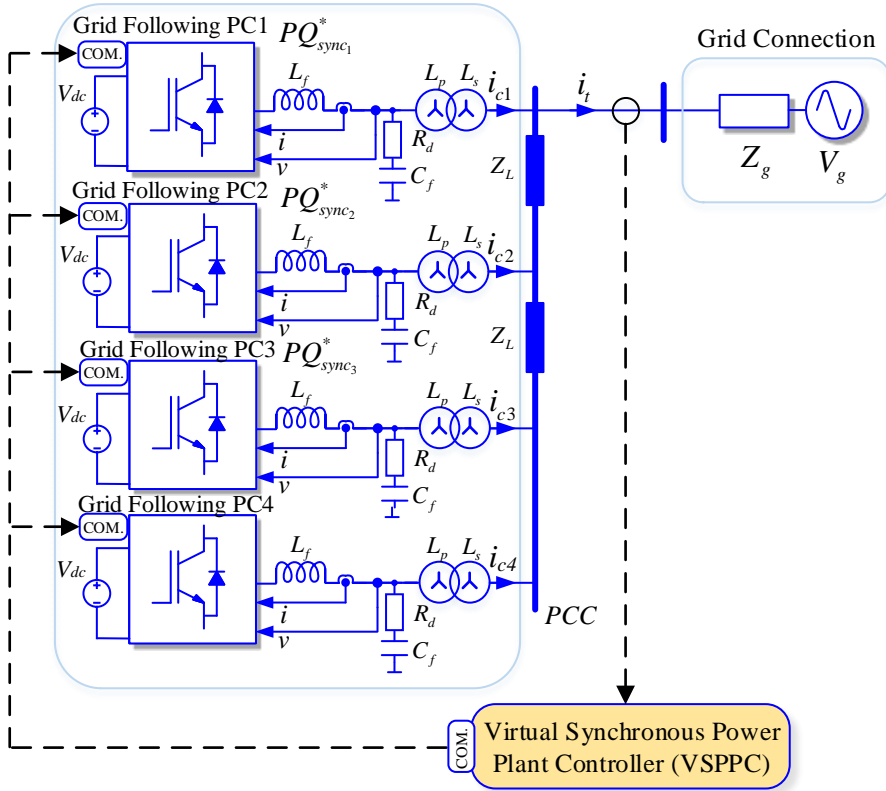 Grid Following PC1
COM.
PQ*sync1
Lf
Lp Ls
ic1
it
Grid Connection
Vdc
i
v
Rd
Cf
ZL
Zg
Vg
Grid Following PC2
COM.
PQ*sync2
Lf
Lp Ls
ic2
Vdc
i
v
Rd
Cf
ZL
Grid Following PC3
COM.
PQ*sync3
Lf
Lp Ls
ic3
Vdc
i
v
Rd
Cf
Grid Following PC4
COM.
Lf
Lp Ls
ic4
Vdc
i
v
Rd
Cf
PCC
COM.
Virtual Synchronous Power
Plant Controller (VSPPC)